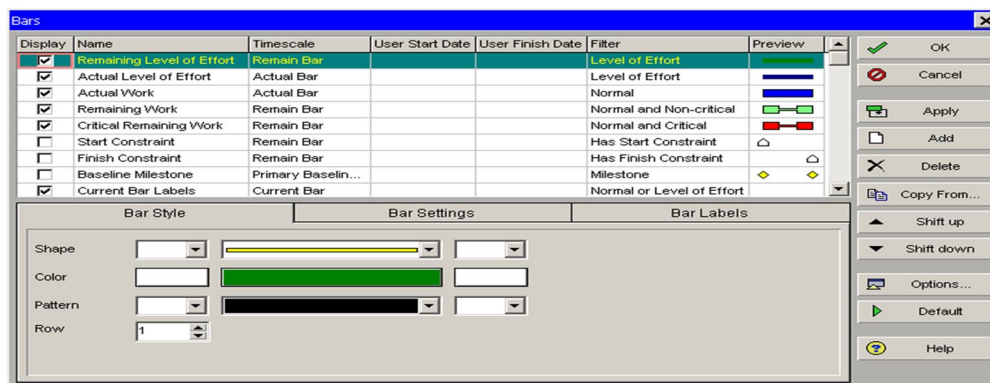 Bars
Display Name Timescale User Start Date User Finish Date Filter Preview
Remaining Level of Effort Remain Bar Level of Effort
Actual Level of Effort Actual Bar Level of Effort
Actual Work Actual Bar Normal
Remaining Work Remain Bar Normal and Non-critical
Critical Remaining Work Remain Bar Normal and Critical
Start Constraint Remain Bar Has Start Constraint
Finish Constraint Remain Bar Has Finish Constraint
Baseline Milestone Primary Baselin... Milestone
Current Bar Labels Current Bar Normal or Level of Effort
Bar Style Bar Settings Bar Labels
Shape
Color
Pattern
Row 1
OK
Cancel
Apply
Add
Delete
Copy From...
Shift up
Shift down
Options...
Default
Help